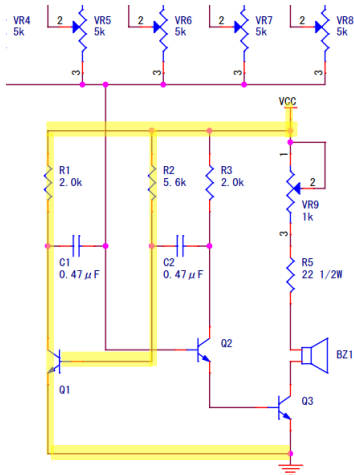 VR4
5k
2
VR5
5k
2
VR6
5k
2
VR7
5k
2
VR8
5k
3
3
3
3
VCC
1
R1
2.0k
R2
5.6k
R3
2.0k
2
VR9
1k
3
C1
0.47μF
C2
0.47μF
R5
22 1/2W
Q2
BZ1
Q1
Q3